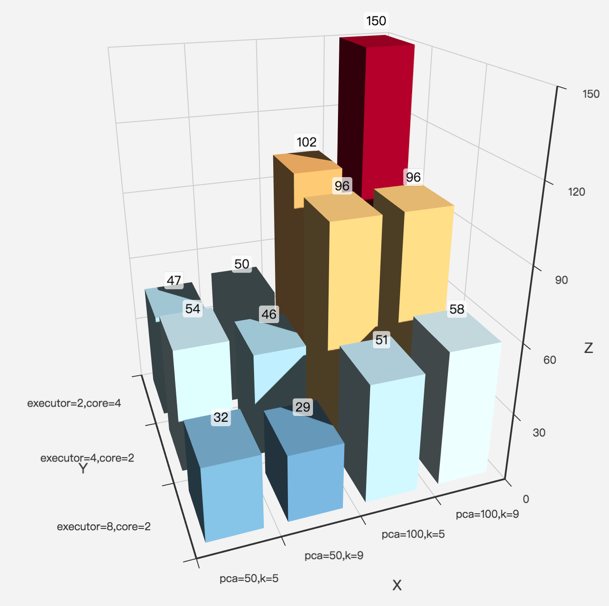 150
150
102
96
96
120
50
47
90
54
46
58
Z
51
60
executor=2,core=4
32
29
30
executor=4,core=2
Y
0
pca=100,k=9
executor=8,core=2
pca=100,k=5
pca=50,k=9
pca=50,k=5
X